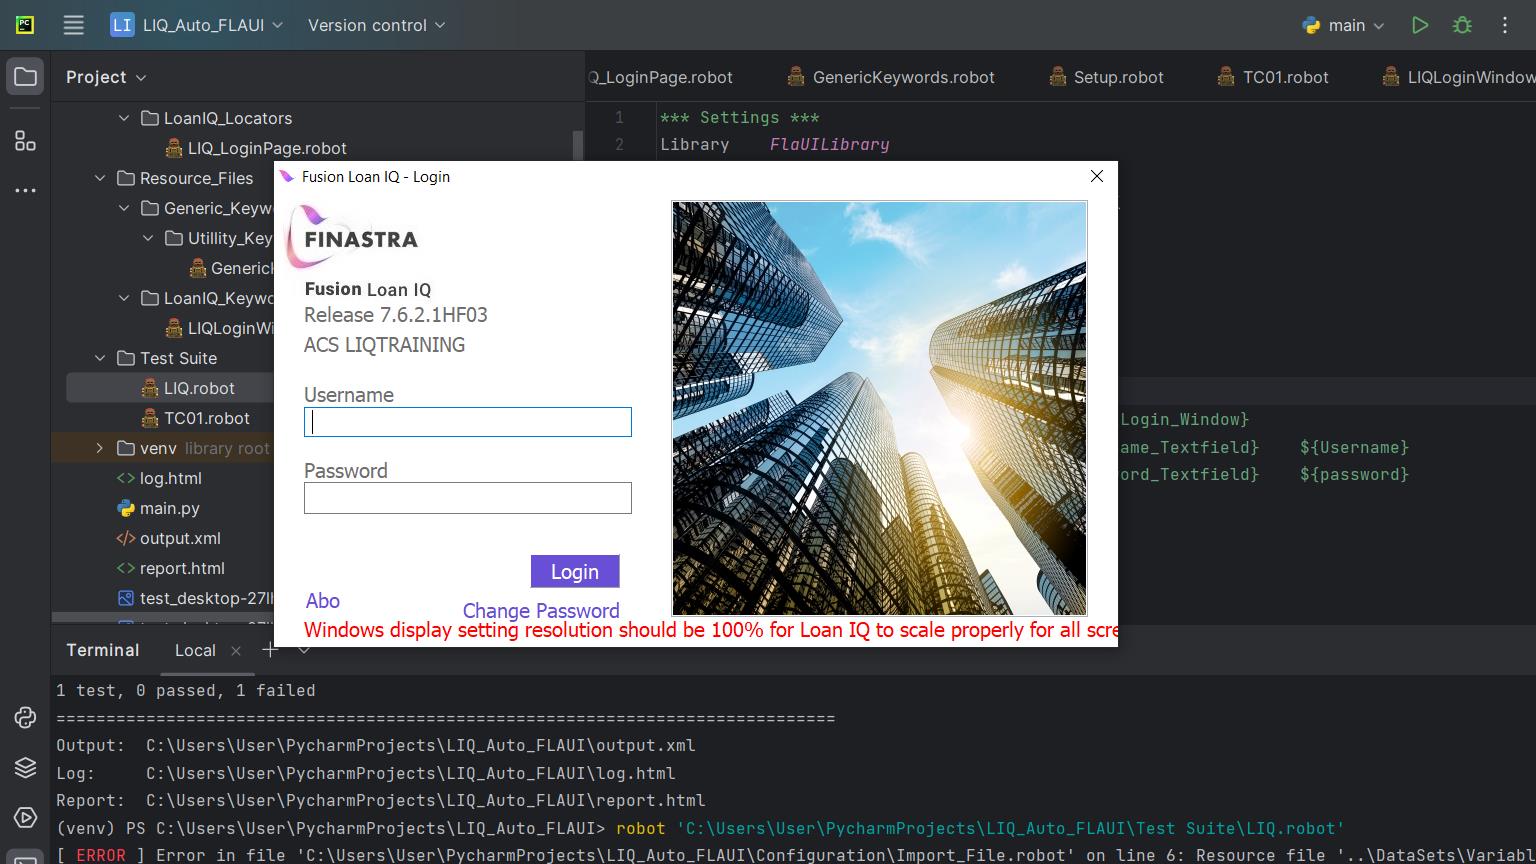 LI LIQ_Auto_FLAUI Version control main
Project
Q_LoginPage.robot GenericKeywords.robot Setup.robot TC01.robot LIQLoginWindow
LoanIQ_Locators
LIQ_LoginPage.robot
Resource_Files
Generic_Keyw
Utillity_Key
Generick
LoanIQ_Keywo
LIQLoginWi
Test Suite
LIQ.robot
TC01.robot
venv library root
log.html
main.py
output.xml
report.html
test_desktop-27lh
1 *** Settings ***
2 Library FlaUILibrary
Login_Window}
ame_Textfield} ${Username}
ord_Textfield} ${password}
Fusion Loan IQ - Login
FINASTRA
Fusion Loan IQ
Release 7.6.2.1HF03
ACS LIQTRAINING
Username
Password
Login
Abo
Change Password
Windows display setting resolution should be 100% for Loan IQ to scale properly for all scre
Terminal Local
1 test, 0 passed, 1 failed
==============================================================================
Output: C:\Users\User\PycharmProjects\LIQ_Auto_FLAUI\output.xml
Log: C:\Users\User\PycharmProjects\LIQ_Auto_FLAUI\log.html
Report: C:\Users\User\PycharmProjects\LIQ_Auto_FLAUI\report.html
(venv) PS C:\Users\User\PycharmProjects\LIQ_Auto_FLAUI> robot 'C:\Users\User\PycharmProjects\LIQ_Auto_FLAUI\Test Suite\LIQ.robot'
[ ERROR ] Error in file 'C:\Users\User\PycharmProjects\LIQ_Auto_FLAUI\Configuration\Import_File.robot' on line 6: Resource file '..\DataSets\Variabl